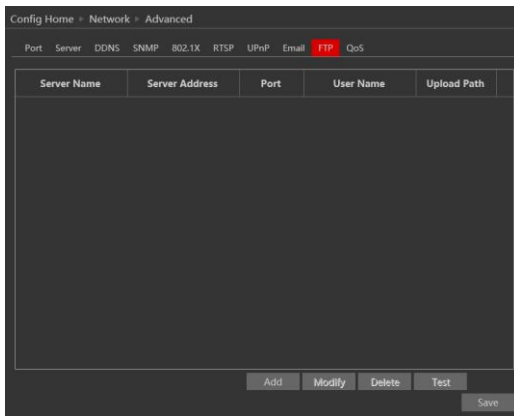 Config Home ▸ Network ▸ Advanced
Port Server DDNS SNMP 802.1X RTSP UPnP Email FTP QoS
Server Name Server Address Port User Name Upload Path
Add Modify Delete Test
Save